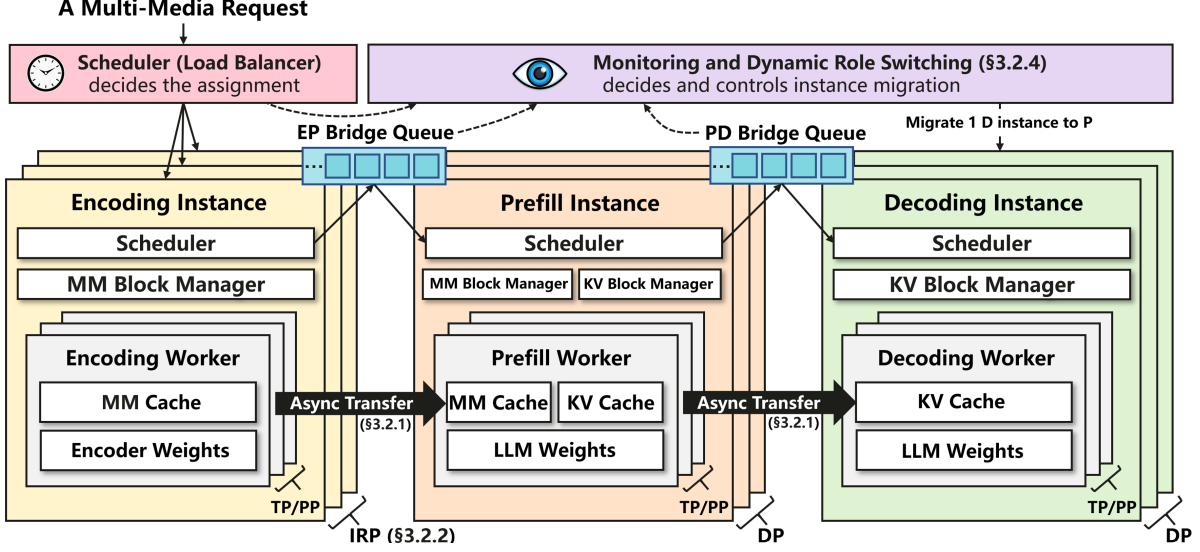 A Multi-Media Request
Scheduler (Load Balancer)
decides the assignment
Monitoring and Dynamic Role Switching (§3.2.4)
decides and controls instance migration
EP Bridge Queue
PD Bridge Queue
Migrate 1 D instance to P
...
...
Encoding Instance
Scheduler
MM Block Manager
Encoding Worker
MM Cache
Encoder Weights
TP/PP
IRP (§3.2.2)
Async Transfer
(§3.2.1)
Prefill Instance
Scheduler
MM Block Manager
KV Block Manager
Prefill Worker
MM Cache
KV Cache
LLM Weights
TP/PP
DP
Async Transfer
(§3.2.1)
Decoding Instance
Scheduler
KV Block Manager
Decoding Worker
KV Cache
LLM Weights
TP/PP
DP